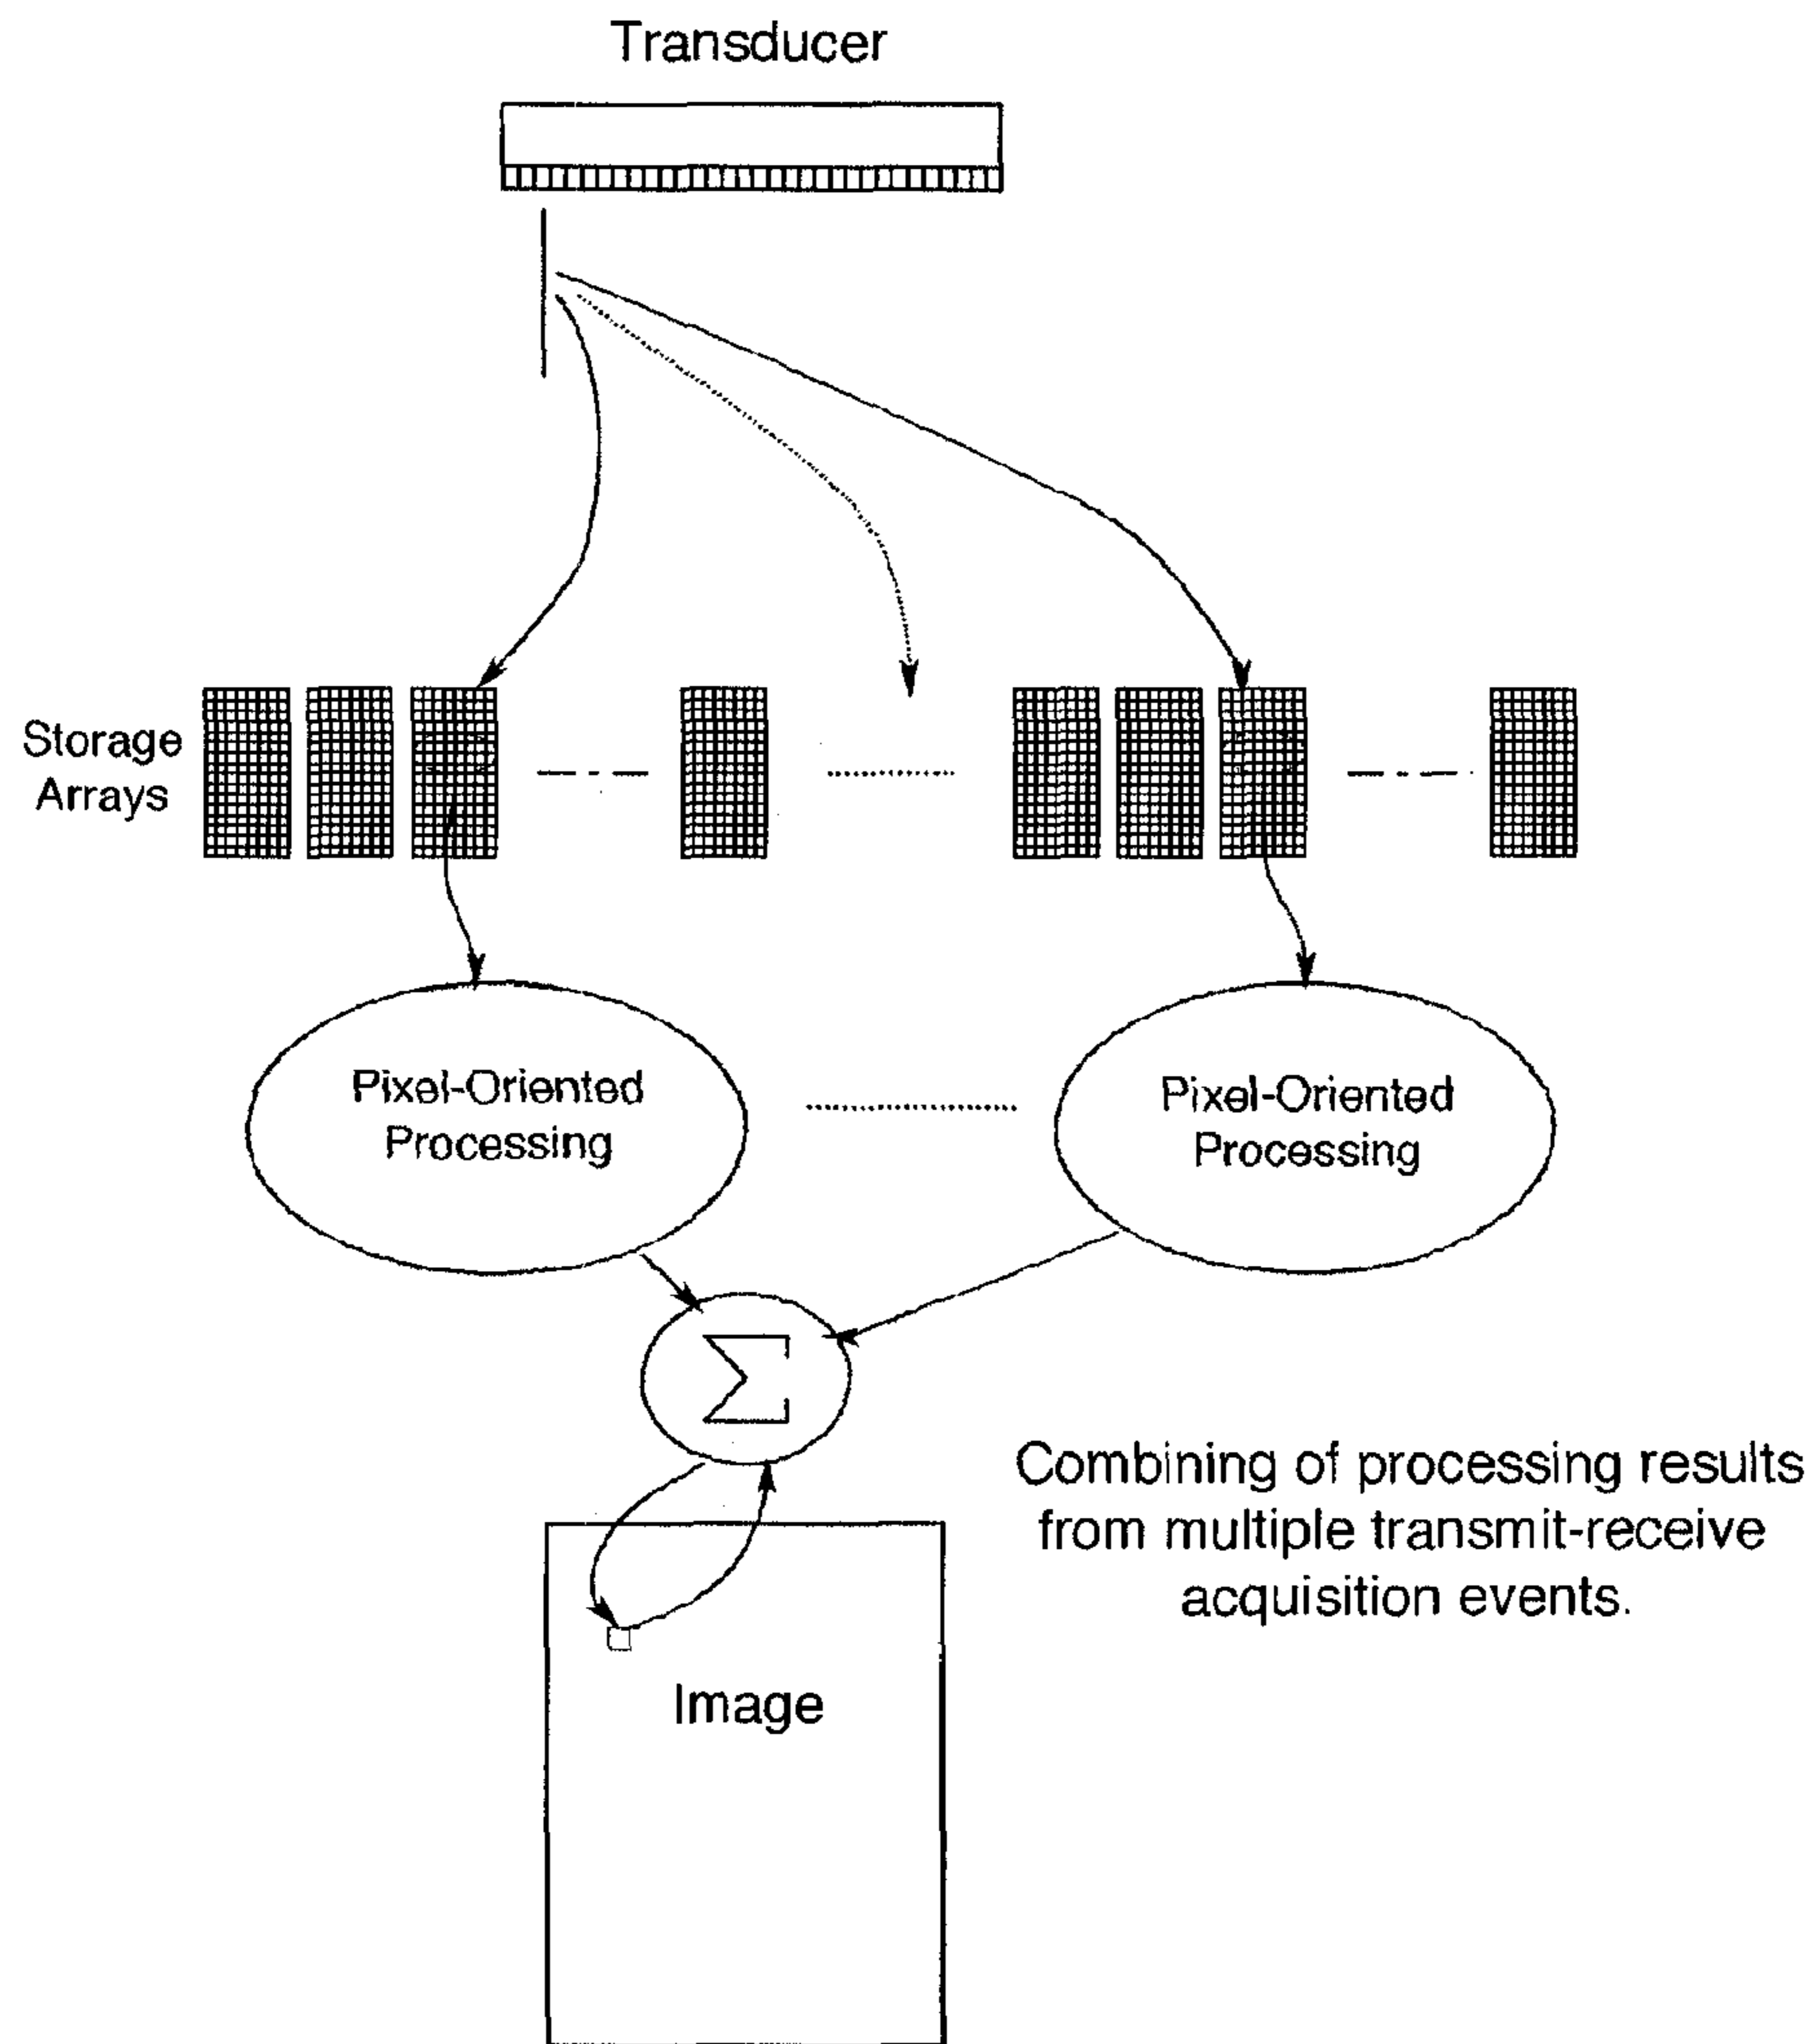 Transducer
Storage
Arrays
Pixel-Oriented
Processing
Pixel-Oriented
Processing
Σ
Combining of processing results
from multiple transmit-receive
acquisition events.
Image